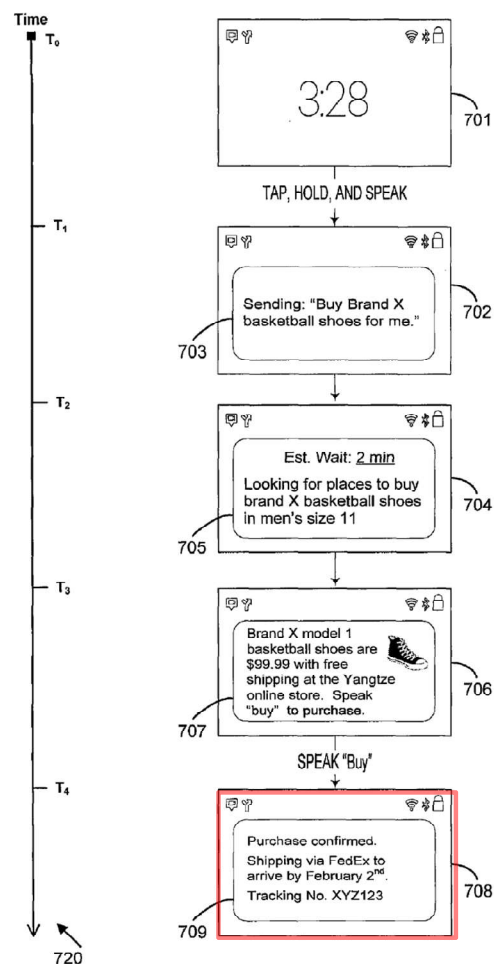 Time
T₀
3:28
701
TAP, HOLD, AND SPEAK
T₁
Sending: “Buy Brand X
basketball shoes for me.”
702
703
T₂
Est. Wait: 2 min
Looking for places to buy
brand X basketball shoes
in men's size 11
704
705
T₃
Brand X model 1
basketball shoes are
$99.99 with free
shipping at the Yangtze
online store. Speak
“buy” to purchase.
706
707
SPEAK “Buy”
T₄
Purchase confirmed.
Shipping via FedEx to
arrive by February 2ⁿᵈ.
Tracking No. XYZ123
708
709
720